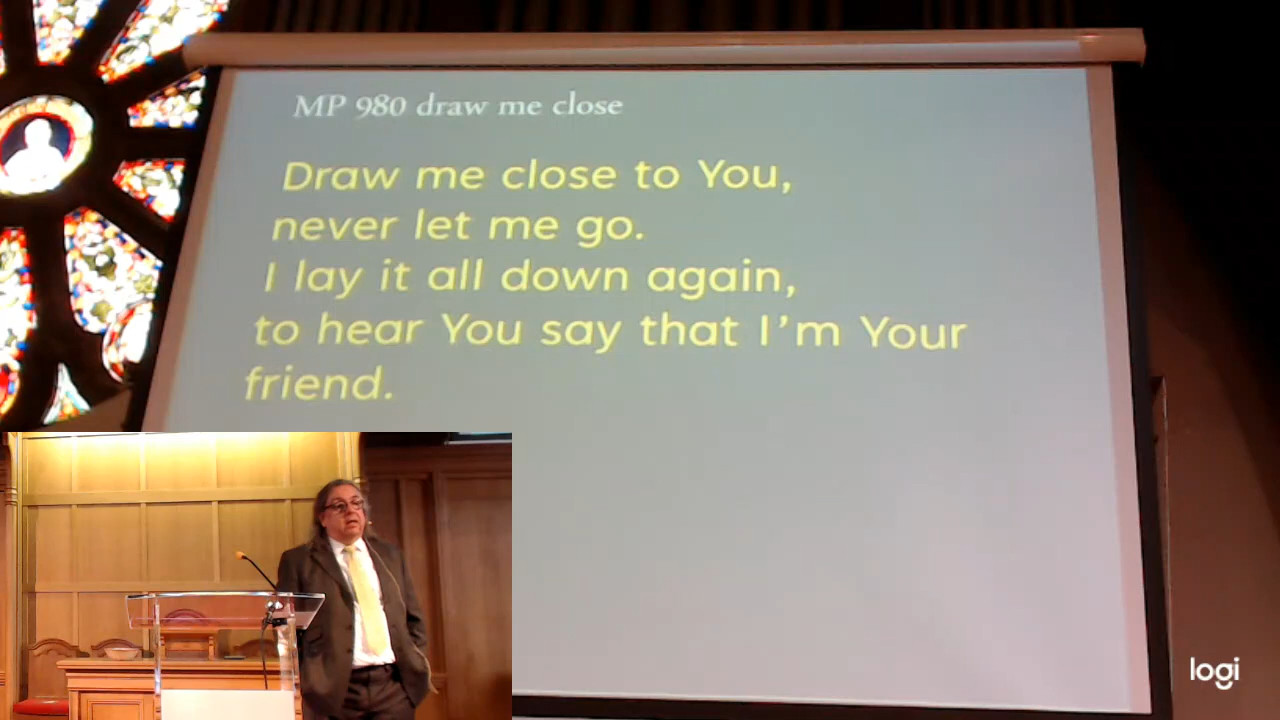 MP 980 draw me close
Draw me close to You,
never let me go.
I lay it all down again,
to hear You say that I'm Your
friend.
logi